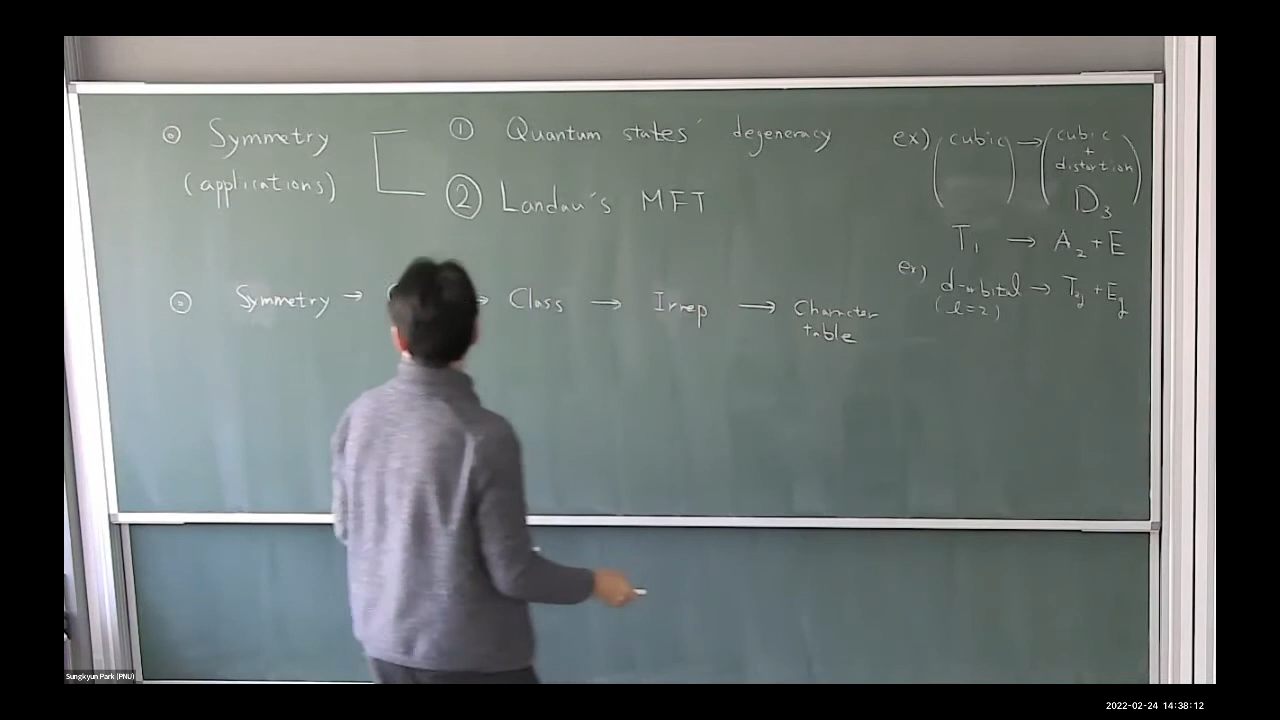 ⊙ Symmetry
(applications)
① Quantum states' degeneracy
② Landau's MFT
ex) (cubic) → (cubic
+
distortion)
D₃
T₁ → A₂ + E
ex) d-orbital → T₂g + Eg
(l=2)
⊙ Symmetry → → Class → Irrep → Character
table
Sungkyun Park (PNU)
2022-02-24 14:38:12